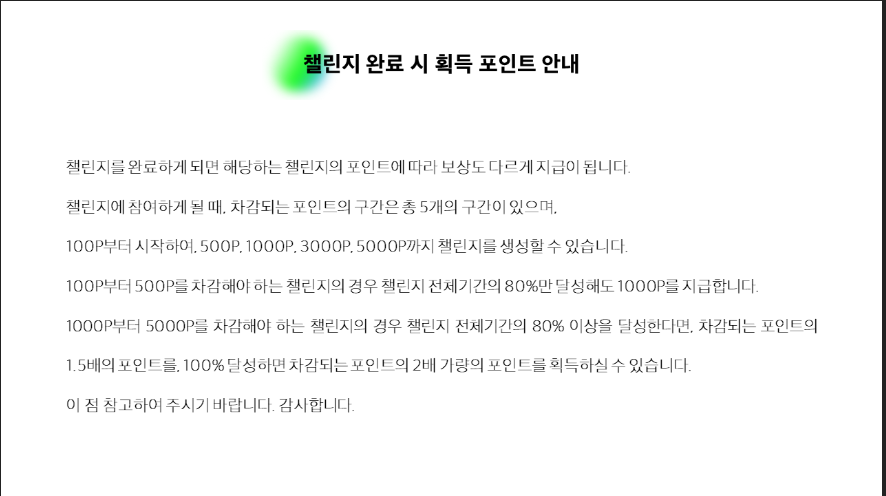 챌린지 완료 시 획득 포인트 안내
챌린지를 완료하게 되면 해당하는 챌린지의 포인트에 따라 보상도 다르게 지급이 됩니다.
챌린지에 참여하게 될 때, 차감되는 포인트의 구간은 총 5개의 구간이 있으며,
100P부터 시작하여, 500P, 1000P, 3000P, 5000P까지 챌린지를 생성할 수 있습니다.
100P부터 500P를 차감해야 하는 챌린지의 경우 챌린지 전체기간의 80%만 달성해도 1000P를 지급합니다.
1000P부터 5000P를 차감해야 하는 챌린지의 경우 챌린지 전체기간의 80% 이상을 달성한다면, 차감되는 포인트의
1.5배의 포인트를, 100% 달성하면 차감되는 포인트의 2배 가량의 포인트를 획득하실 수 있습니다.
이 점 참고하여 주시기 바랍니다. 감사합니다.